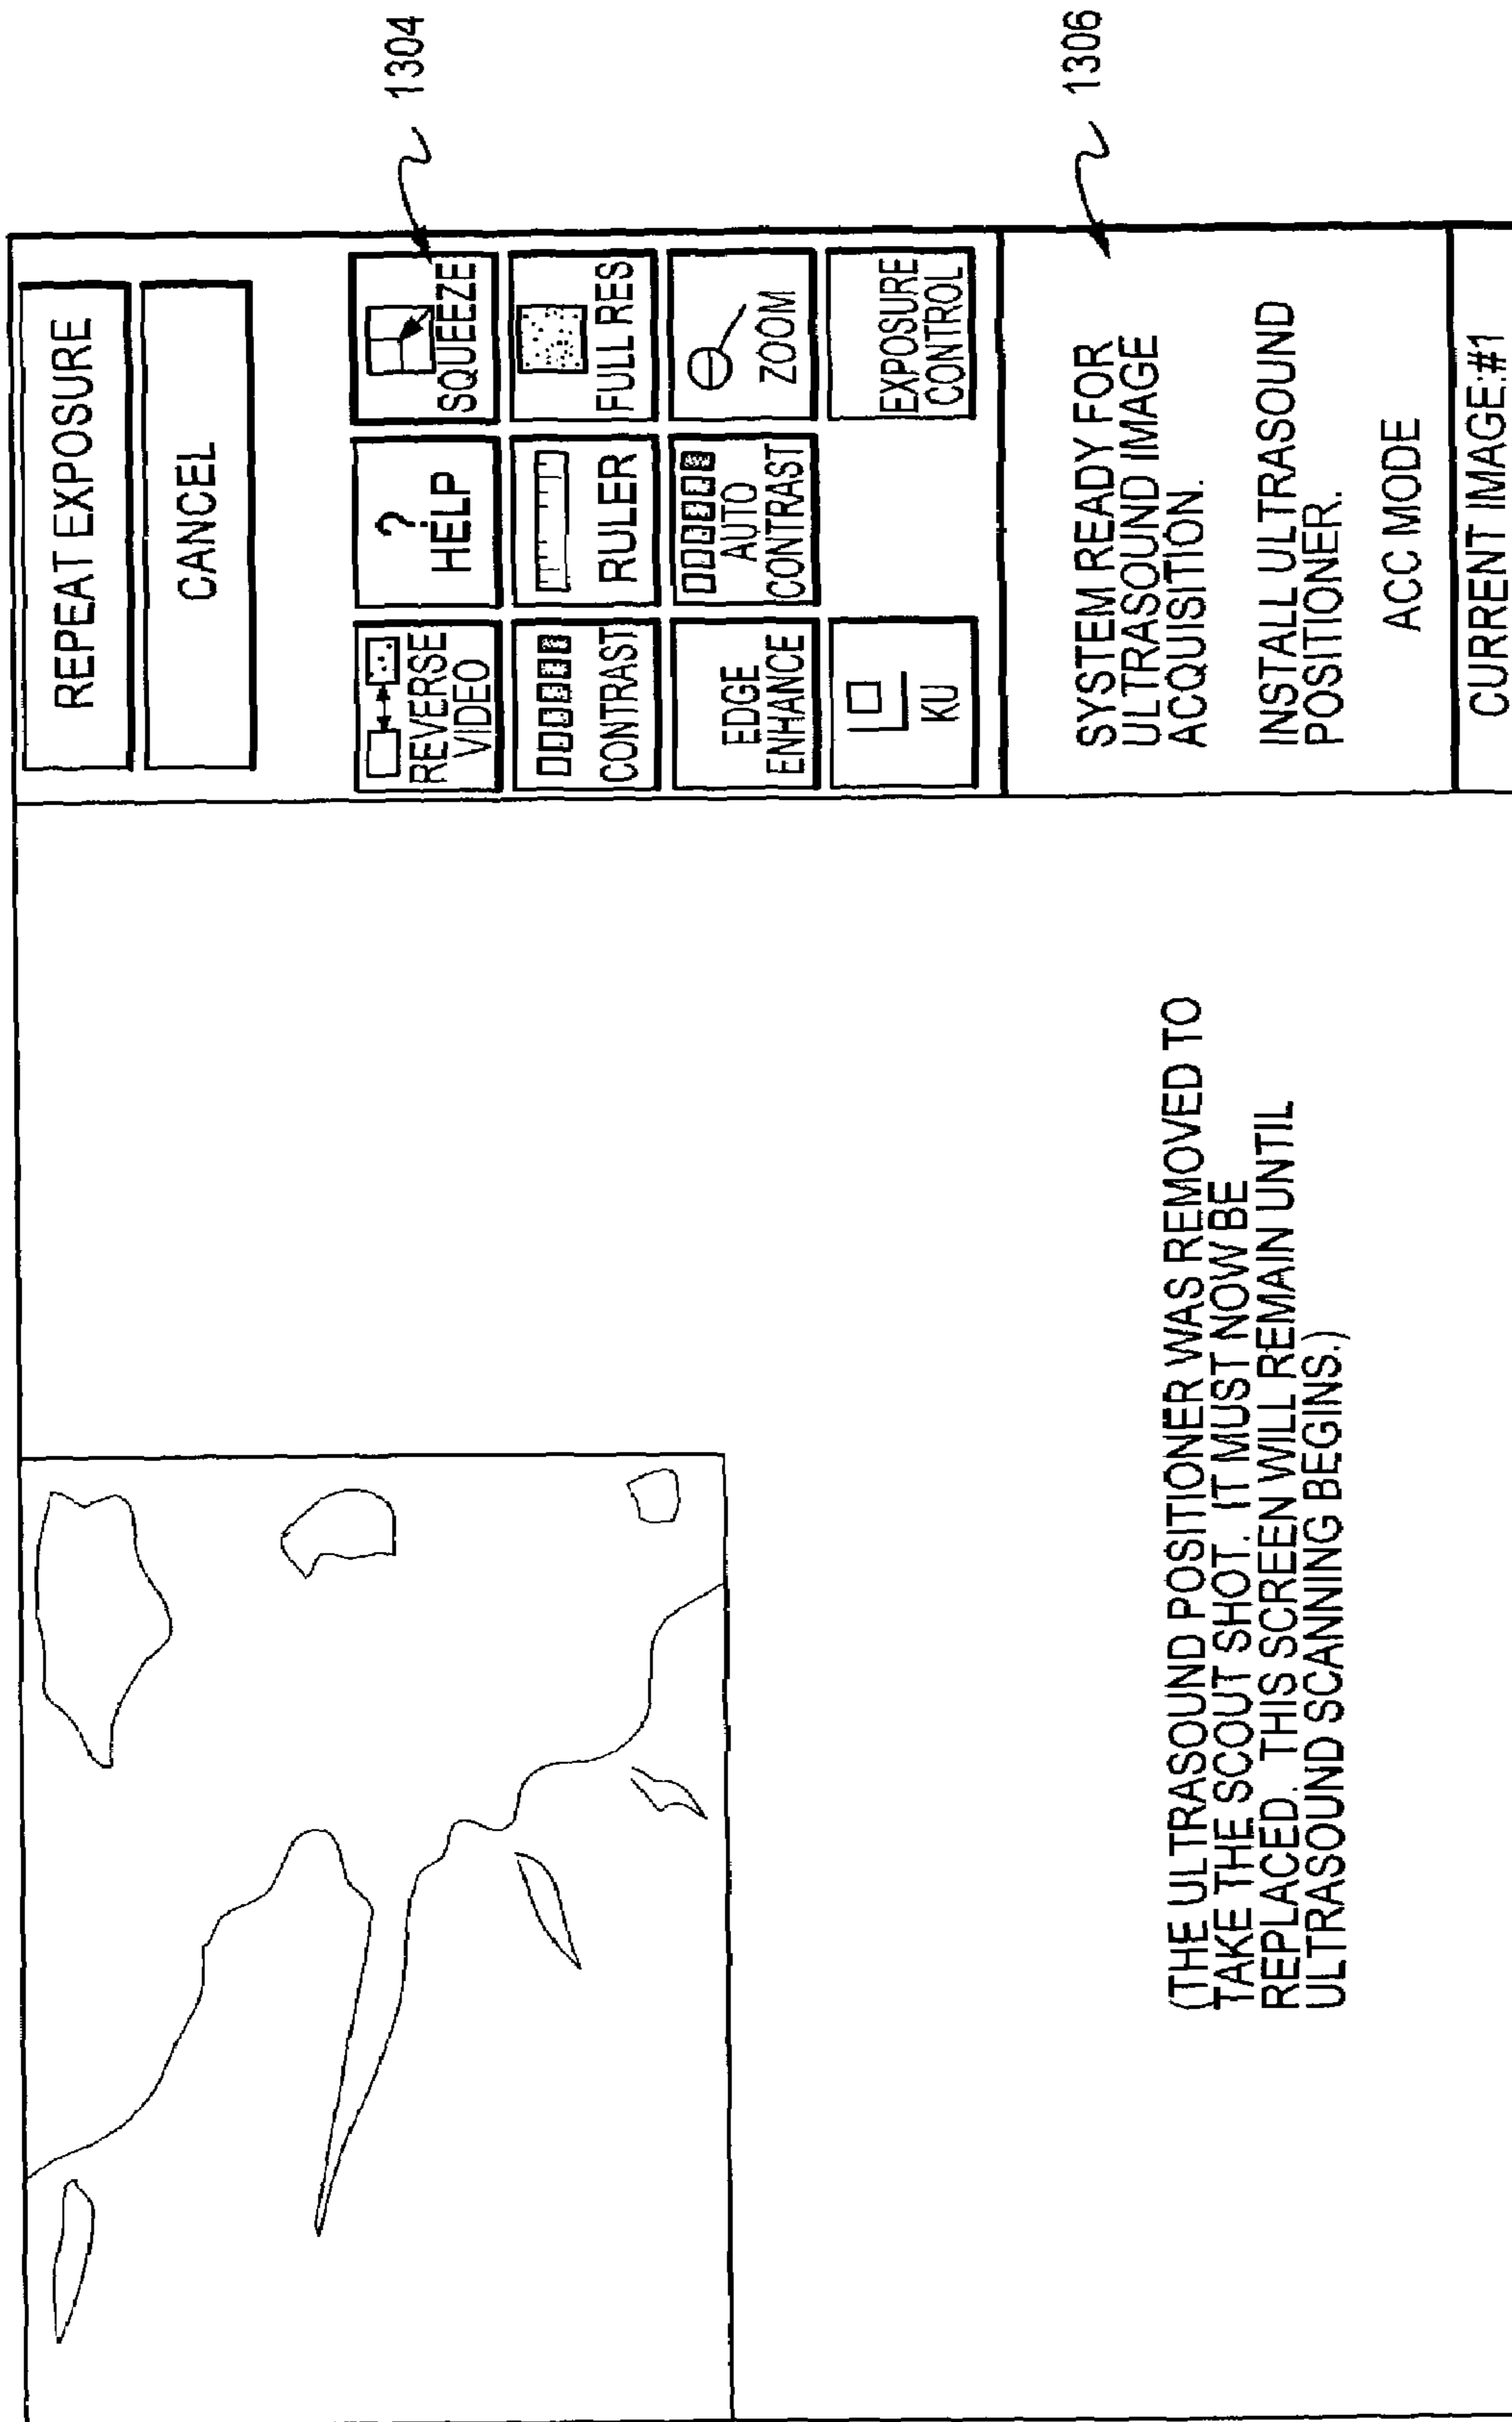 REPEAT EXPOSURE
CANCEL
REVERSE
VIDEO
?
HELP
SQUEEZE
1304
CONTRAST
RULER
FULL RES
EDGE
ENHANCE
AUTO
CONTRAST
ZOOM
KU
EXPOSURE
CONTROL
SYSTEM READY FOR
ULTRASOUND IMAGE
ACQUISITION.
1306
INSTALL ULTRASOUND
POSITIONER.
ACC MODE
CURRENT IMAGE:#1
(THE ULTRASOUND POSITIONER WAS REMOVED TO
TAKE THE SCOUT SHOT. IT MUST NOW BE
REPLACED. THIS SCREEN WILL REMAIN UNTIL
ULTRASOUND SCANNING BEGINS.)